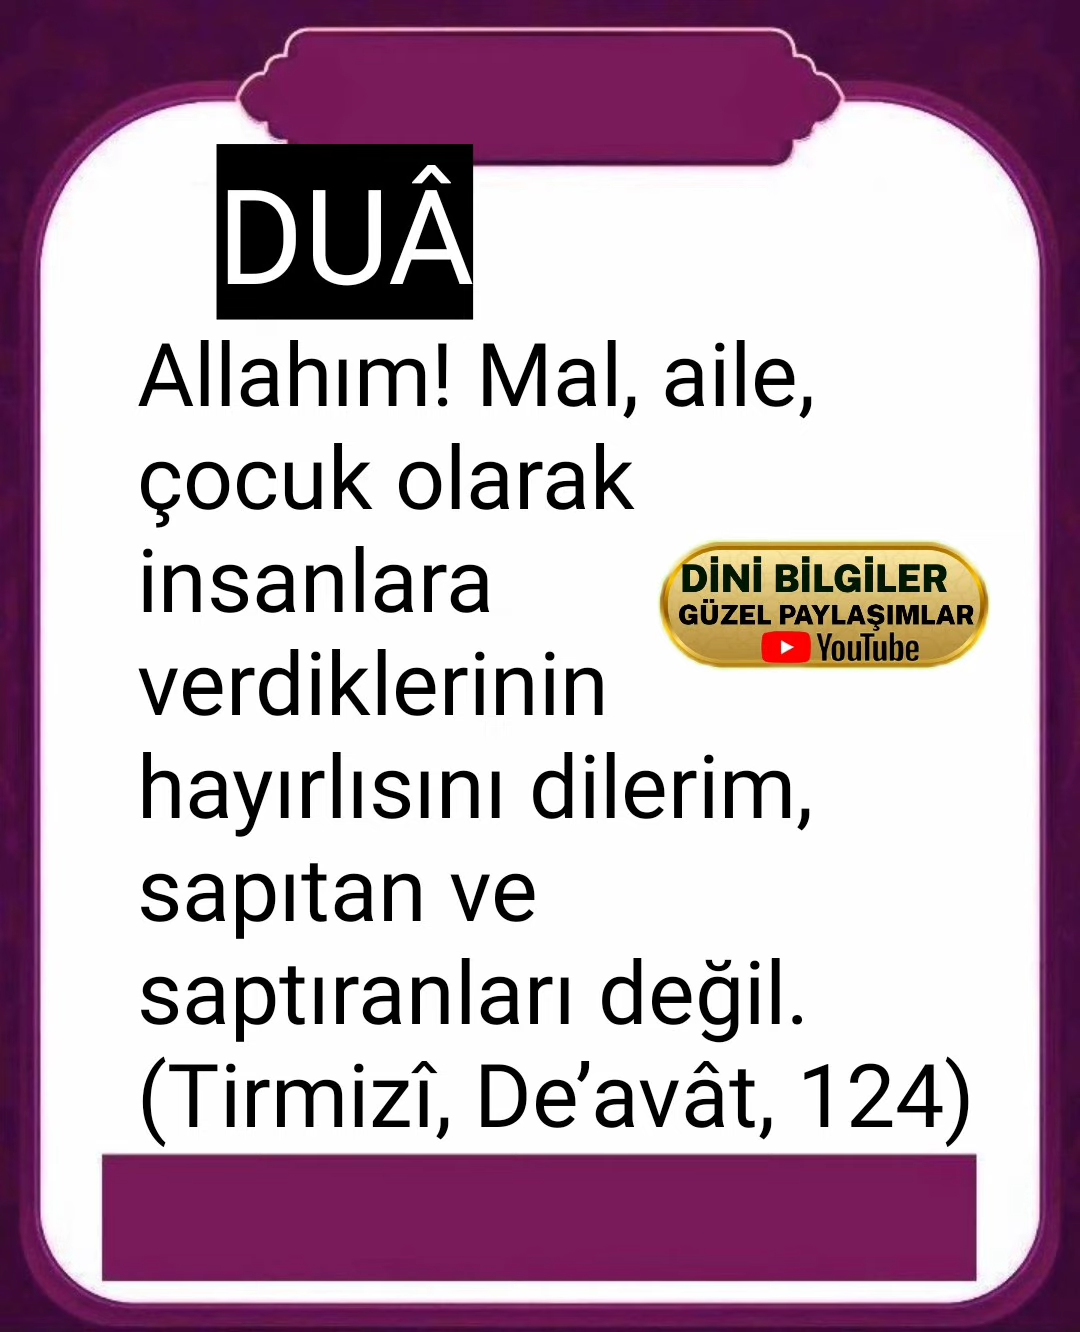 DUÂ
Allahım! Mal, aile,
çocuk olarak
insanlara
verdiklerinin
hayırlısını dilerim,
sapıtan ve
saptıranları değil.
(Tirmizî, De’avât, 124)
DİNİ BİLGİLER
GÜZEL PAYLAŞIMLAR
YouTube